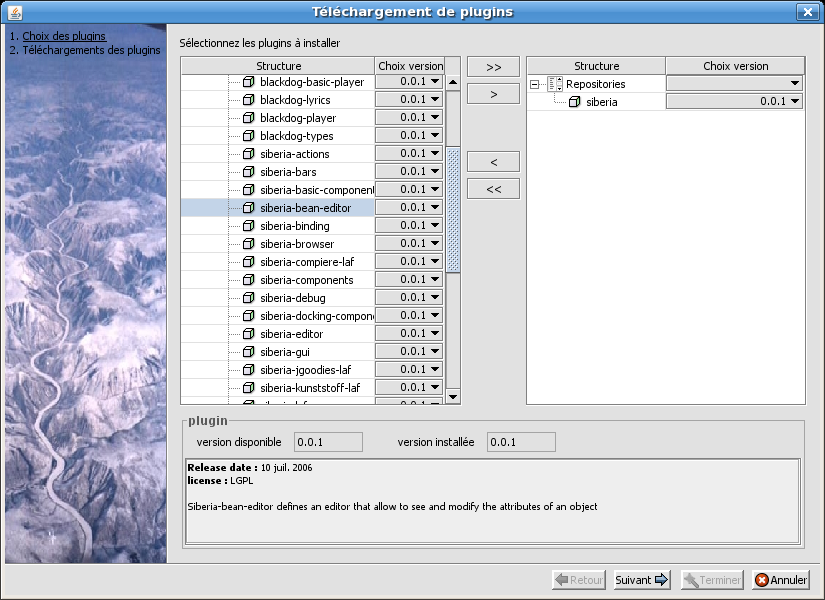 Téléchargement de plugins
1. Choix des plugins
2. Téléchargements des plugins
Sélectionnez les plugins à installer
Structure Choix version
blackdog-basic-player 0.0.1
blackdog-lyrics 0.0.1
blackdog-player 0.0.1
blackdog-types 0.0.1
siberia-actions 0.0.1
siberia-bars 0.0.1
siberia-basic-component 0.0.1
siberia-bean-editor 0.0.1
siberia-binding 0.0.1
siberia-browser 0.0.1
siberia-compiere-laf 0.0.1
siberia-components 0.0.1
siberia-debug 0.0.1
siberia-docking-compon 0.0.1
siberia-editor 0.0.1
siberia-gui 0.0.1
siberia-jgoodies-laf 0.0.1
siberia-kunststoff-laf 0.0.1
>>
>
<
<<
Structure Choix version
Repositories
siberia 0.0.1
plugin
version disponible 0.0.1 version installée 0.0.1
Release date : 10 juil. 2006
license : LGPL
Siberia-bean-editor defines an editor that allow to see and modify the attributes of an object
Retour Suivant Terminer Annuler